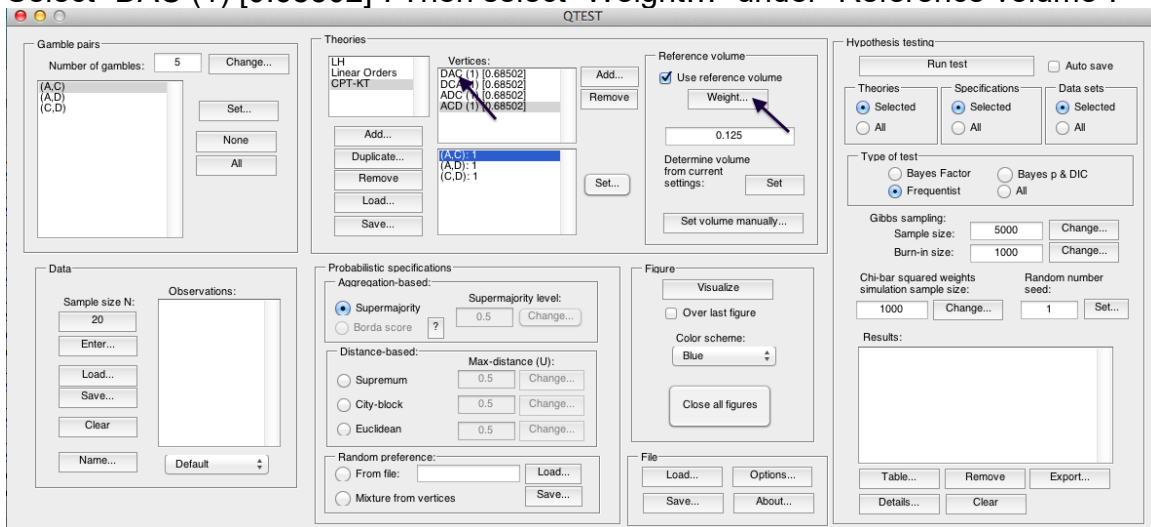 Select "DAC (1) [0.68502]". Then select "Weight..." under "Reference volume".
QTEST
Gamble pairs
Number of gambles: 5 Change...
(A,C)
(A,D)
(C,D)
Set...
None
All
Theories
LH
Linear Orders
CPT-KT
Add...
Duplicate...
Remove
Load...
Save...
Vertices:
DAC (1) [0.68502]
DCA (1) [0.68502]
ADC (1) [0.68502]
ACD (1) [0.68502]
Add...
Remove
(A,C): 1
(A,D): 1
(C,D): 1
Set...
Reference volume
Use reference volume
Weight...
0.125
Determine volume
from current
settings: Set
Set volume manually...
Hypothesis testing
Run test Auto save
Theories Specifications Data sets
Selected Selected Selected
All All All
Type of test
Bayes Factor Bayes p & DIC
Frequentist All
Gibbs sampling:
Sample size: 5000 Change...
Burn-in size: 1000 Change...
Chi-bar squared weights
simulation sample size:
1000 Change...
Random number
seed:
1 Set...
Results:
Table... Remove Export...
Details... Clear
Data
Sample size N:
20
Enter...
Load...
Save...
Clear
Name...
Observations:
Default
Probabilistic specifications
Aggregation-based:
Supermajority
Borda score ?
Supermajority level:
0.5 Change...
Distance-based:
Max-distance (U):
Supremum 0.5 Change...
City-block 0.5 Change...
Euclidean 0.5 Change...
Random preference:
From file: Load...
Mixture from vertices Save...
Figure
Visualize
Over last figure
Color scheme:
Blue
Close all figures
File
Load... Options...
Save... About...